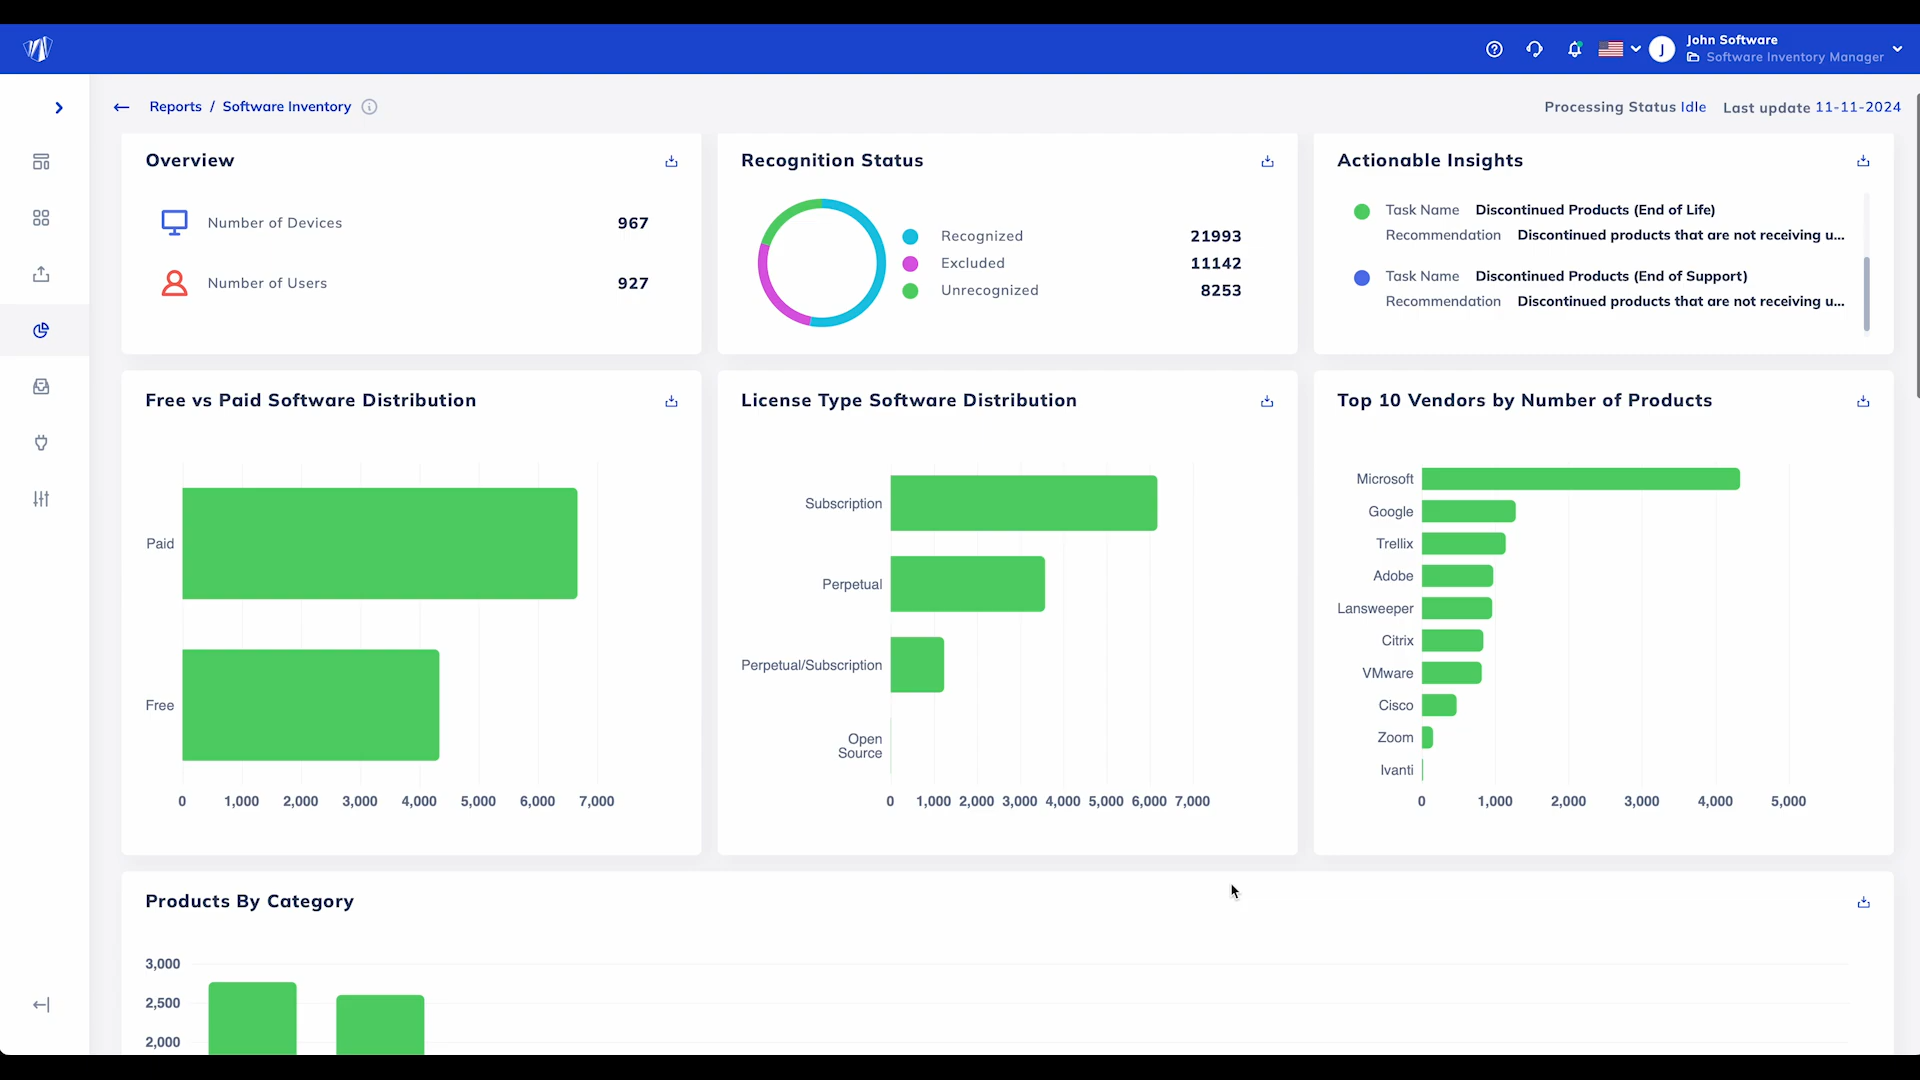 John Software
Software Inventory Manager
J
Reports / Software Inventory
Processing Status Idle Last update 11-11-2024
Overview
Number of Devices 967
Number of Users 927
Recognition Status
Recognized 21993
Excluded 11142
Unrecognized 8253
Actionable Insights
Task Name Discontinued Products (End of Life)
Recommendation Discontinued products that are not receiving u...
Task Name Discontinued Products (End of Support)
Recommendation Discontinued products that are not receiving u...
Free vs Paid Software Distribution
Paid
Free
0 1,000 2,000 3,000 4,000 5,000 6,000 7,000
License Type Software Distribution
Subscription
Perpetual
Perpetual/Subscription
Open
Source
0 1,000 2,000 3,000 4,000 5,000 6,000 7,000
Top 10 Vendors by Number of Products
Microsoft
Google
Trellix
Adobe
Lansweeper
Citrix
VMware
Cisco
Zoom
Ivanti
0 1,000 2,000 3,000 4,000 5,000
Products By Category
3,000
2,500
2,000